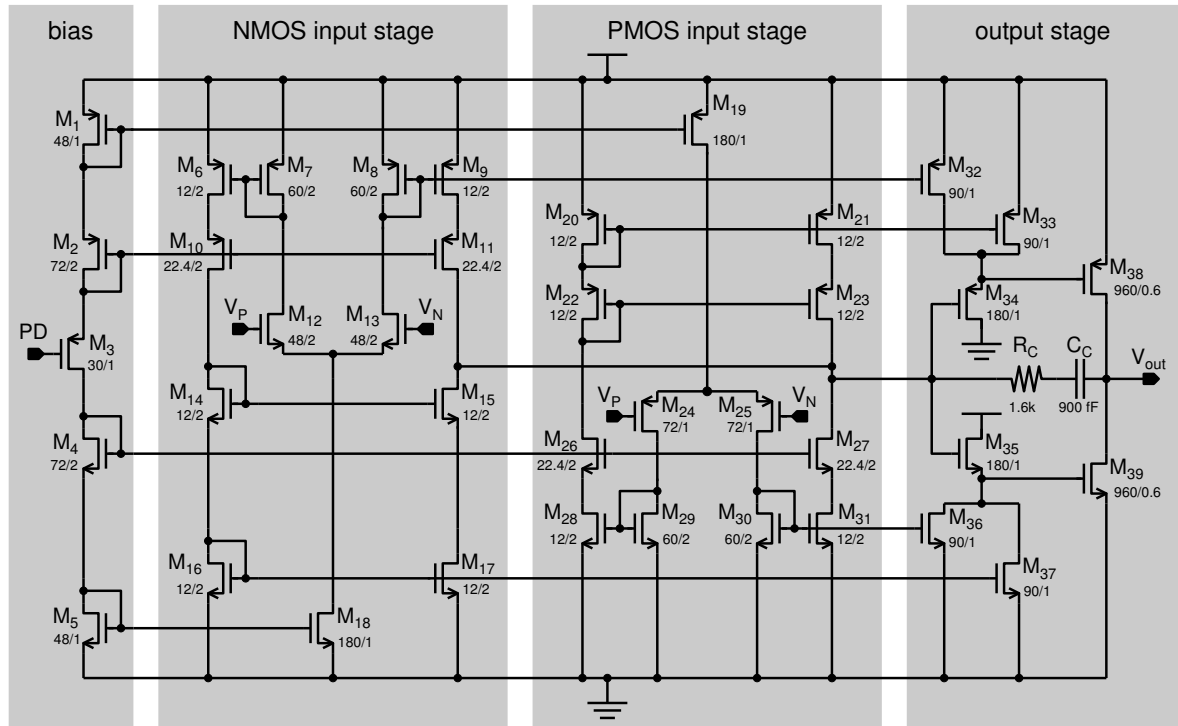 bias
NMOS input stage
PMOS input stage
output stage
M1
48/1
M2
72/2
PD
M3
30/1
M4
72/2
M5
48/1
M6
12/2
M7
60/2
M8
60/2
M9
12/2
M10
22.4/2
M11
22.4/2
VP
M12
48/2
M13
48/2
VN
M14
12/2
M15
12/2
M16
12/2
M17
12/2
M18
180/1
M19
180/1
M20
12/2
M21
12/2
M22
12/2
M23
12/2
VP
M24
72/1
M25
72/1
VN
M26
22.4/2
M27
22.4/2
M28
12/2
M29
60/2
M30
60/2
M31
12/2
M32
90/1
M33
90/1
M34
180/1
M38
960/0.6
RC
1.6k
CC
900 fF
Vout
M35
180/1
M39
960/0.6
M36
90/1
M37
90/1